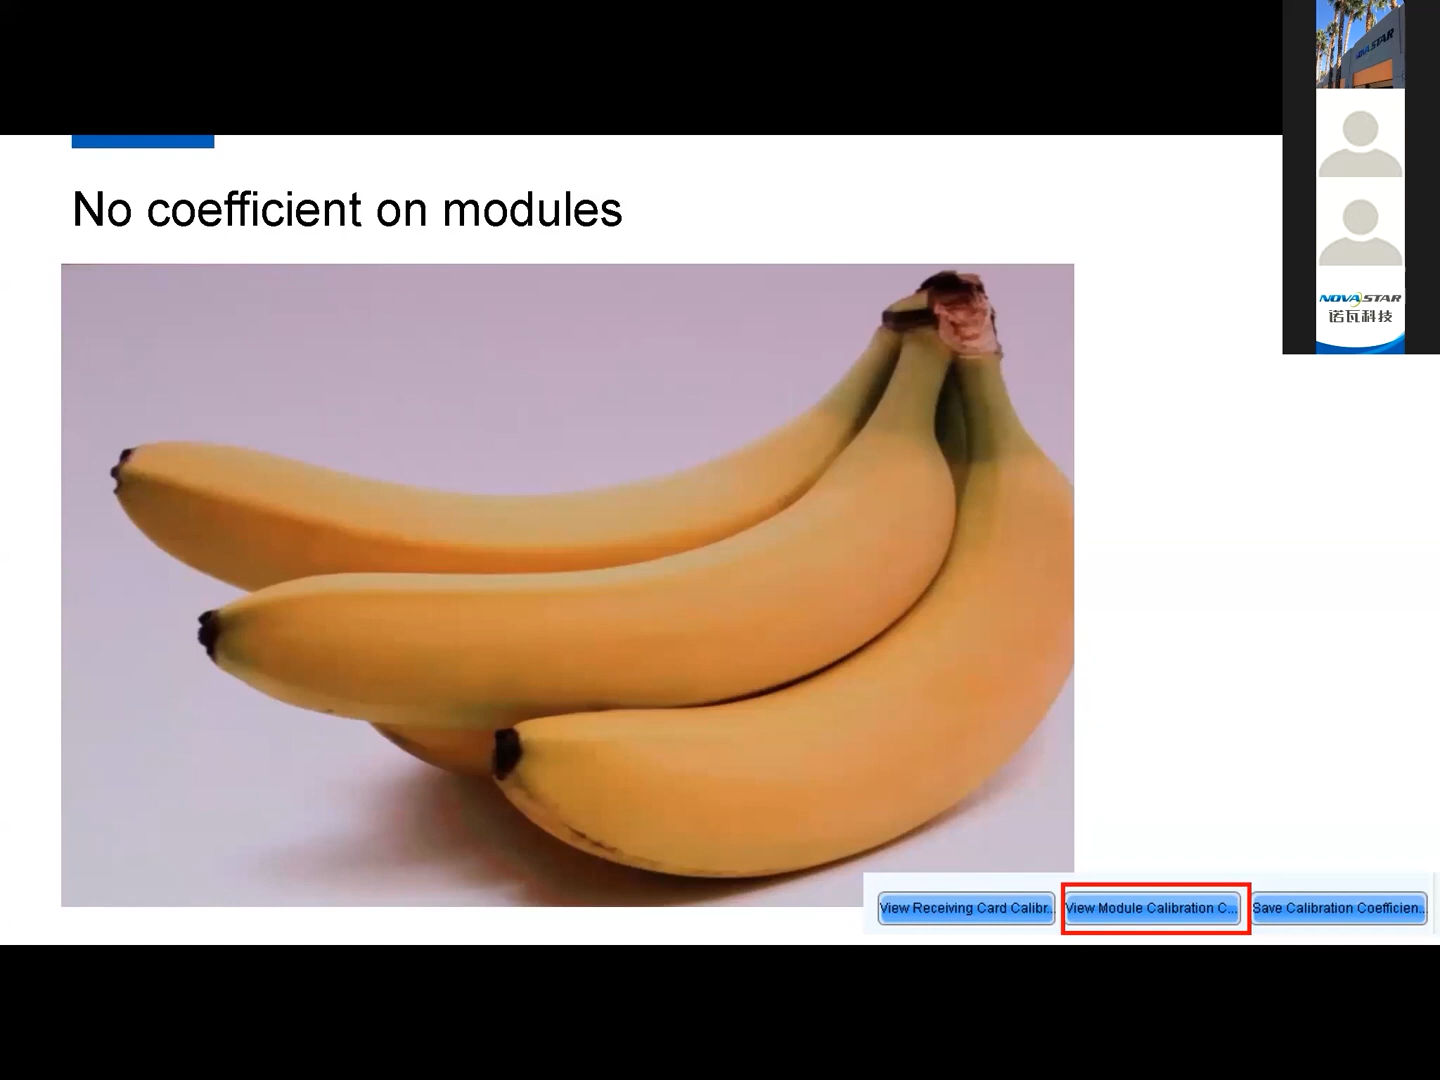 No coefficient on modules
NOVASTAR
NOVASTAR
诺瓦科技
View Receiving Card Calibr...
View Module Calibration C...
Save Calibration Coefficien...